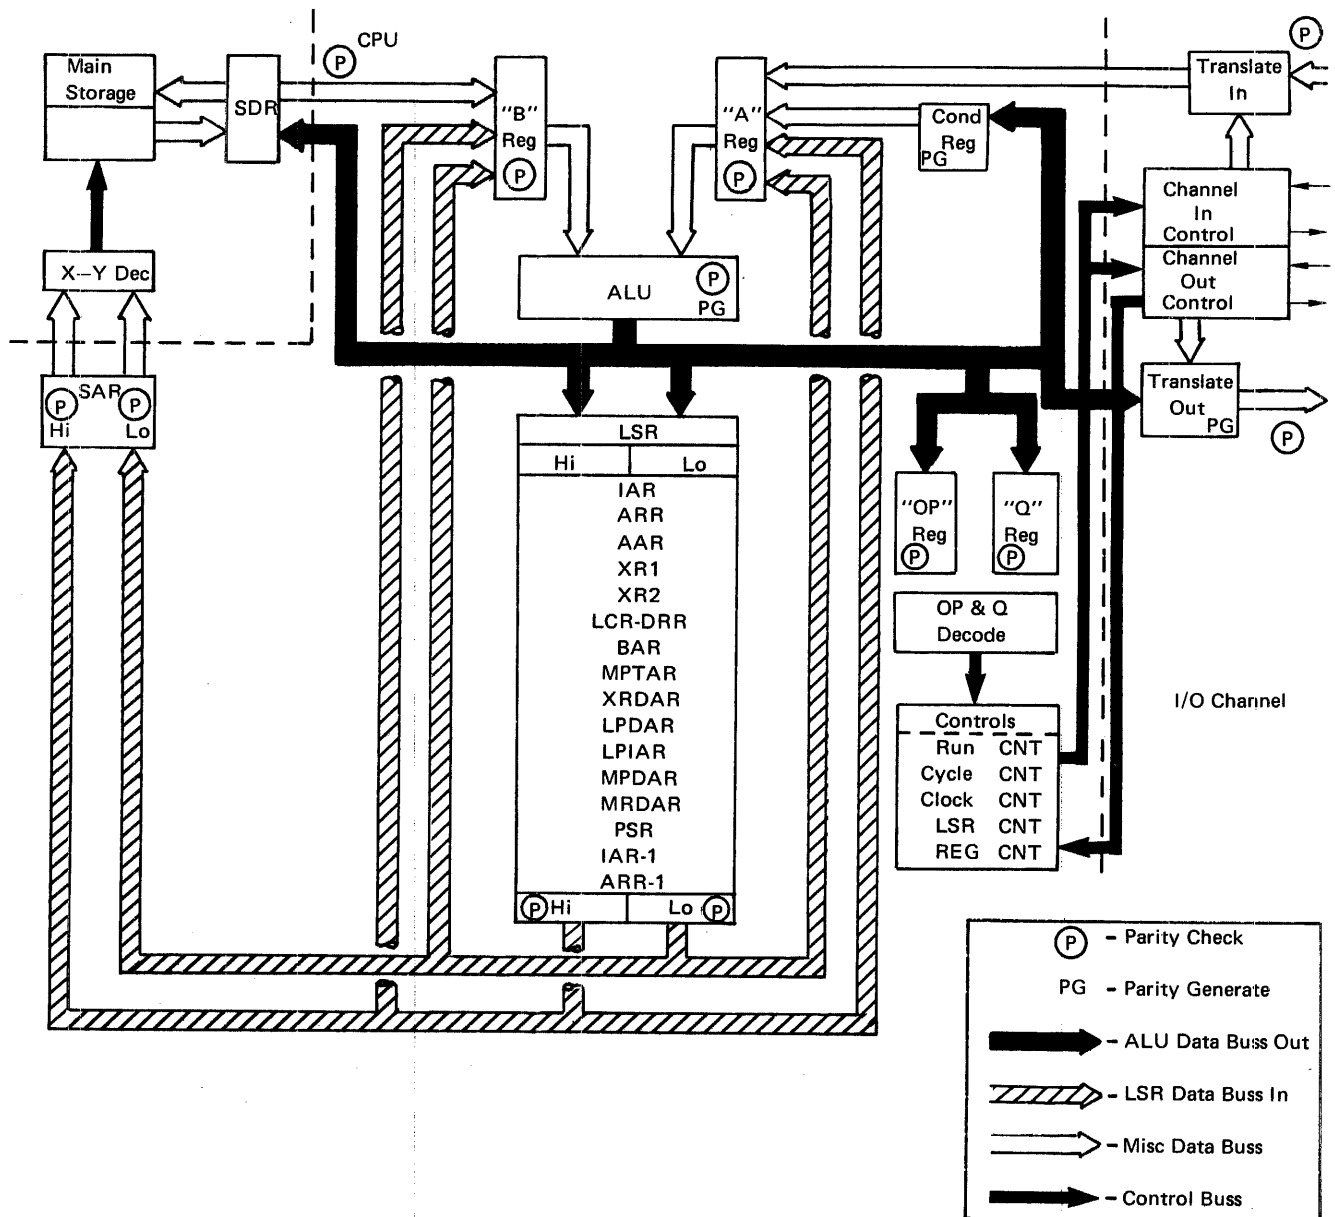 CPU
P
P
Main
Storage
SDR
"B"
Reg
P
"A"
Reg
P
Cond
Reg
PG
Translate
In
Channel
In
Control
Channel
Out
Control
X-Y Dec
ALU
P
PG
SAR
P
P
Hi
Lo
Translate
Out
PG
P
LSR
Hi
Lo
IAR
ARR
AAR
XR1
XR2
LCR-DRR
BAR
MPTAR
XRDAR
LPDAR
LPIAR
MPDAR
MRDAR
PSR
IAR-1
ARR-1
P Hi
Lo P
"OP"
Reg
P
"Q"
Reg
P
OP & Q
Decode
Controls
Run CNT
Cycle CNT
Clock CNT
LSR CNT
REG CNT
I/O Channel
P - Parity Check
PG - Parity Generate
- ALU Data Buss Out
- LSR Data Buss In
- Misc Data Buss
- Control Buss